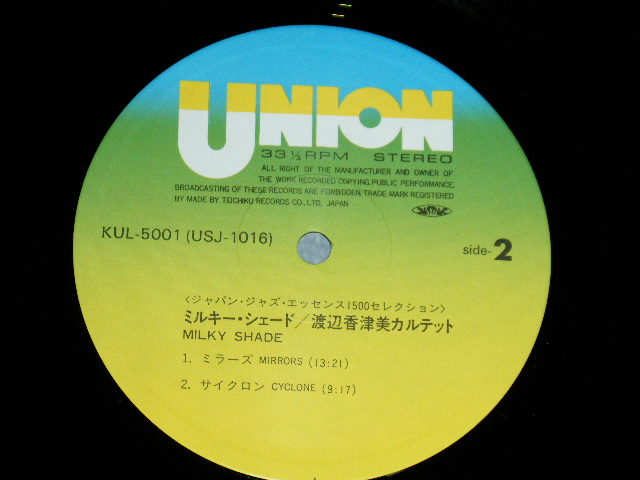 UNION
33 1/3 RPM STEREO
ALL RIGHT OF THE MANUFACTURER AND OWNER OF
THE WORK RECORDED COPYING, PUBLIC PERFORMANCE,
BROADCASTING OF THESE RECORDS ARE FORBIDDEN, TRADE MARK REGISTERED
BY MADE BY TEICHIKU RECORDS CO., LTD. JAPAN
KUL-5001 (USJ-1016)
side-2
〈ジャパン・ジャズ・エッセンス1500セレクション〉
ミルキー・シェード／渡辺香津美カルテット
MILKY SHADE
1. ミラーズ MIRRORS (13:21)
2. サイクロン CYCLONE (9:17)